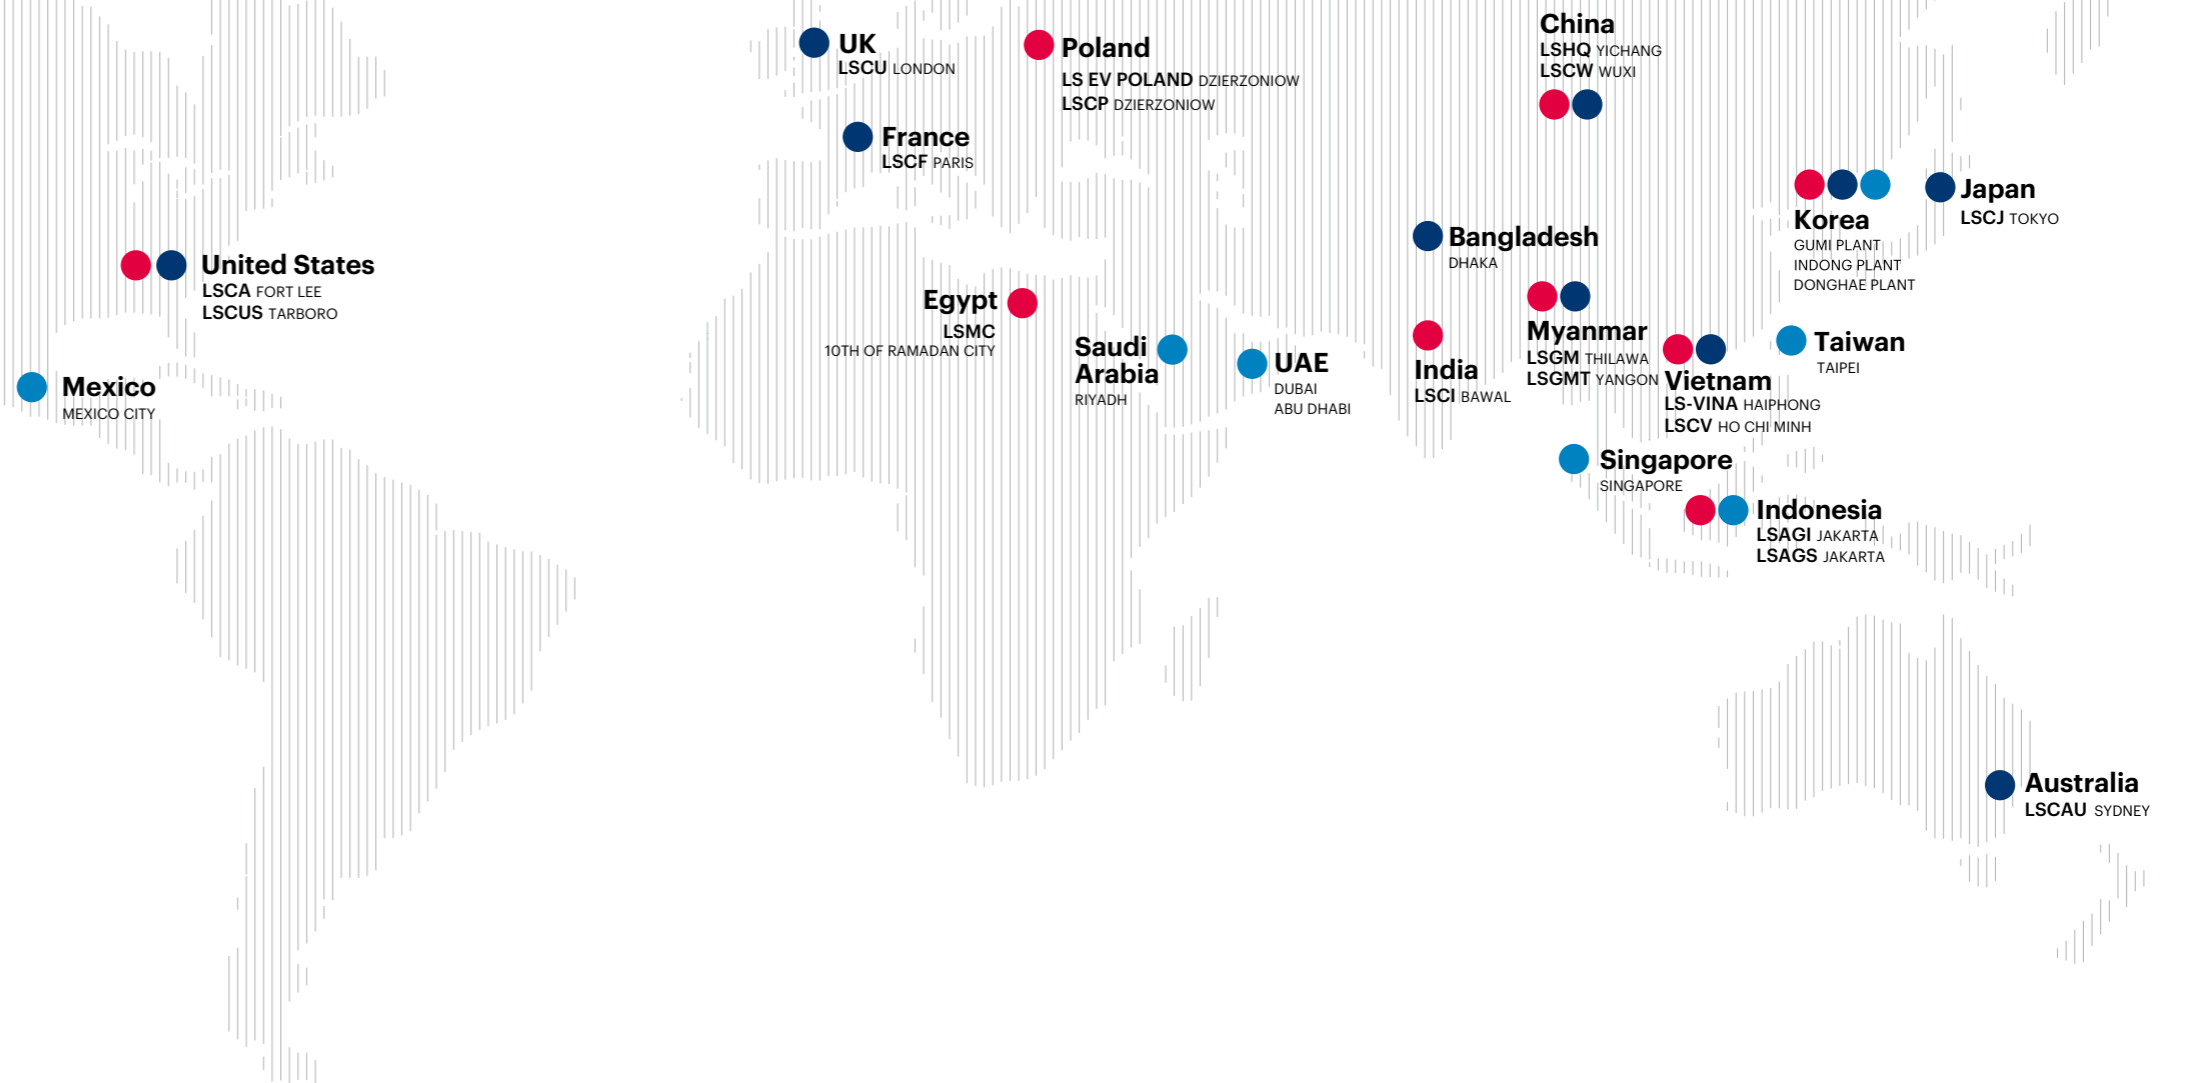 China
LSHQ YICHANG
LSCW WUXI
UK
LSCU LONDON
Poland
LS EV POLAND DZIERZONIOW
LSCP DZIERZONIOW
France
LSCF PARIS
Japan
LSCJ TOKYO
Korea
GUMI PLANT
INDONG PLANT
DONGHAE PLANT
Bangladesh
DHAKA
United States
LSCA FORT LEE
LSCUS TARBORO
Egypt
LSMC
10TH OF RAMADAN CITY
Saudi
Arabia
RIYADH
UAE
DUBAI
ABU DHABI
India
LSCI BAWAL
Myanmar
LSGM THILAWA
LSGMT YANGON
Vietnam
LS-VINA HAIPHONG
LSCV HO CHI MINH
Taiwan
TAIPEI
Mexico
MEXICO CITY
Singapore
SINGAPORE
Indonesia
LSAGI JAKARTA
LSAGS JAKARTA
Australia
LSCAU SYDNEY